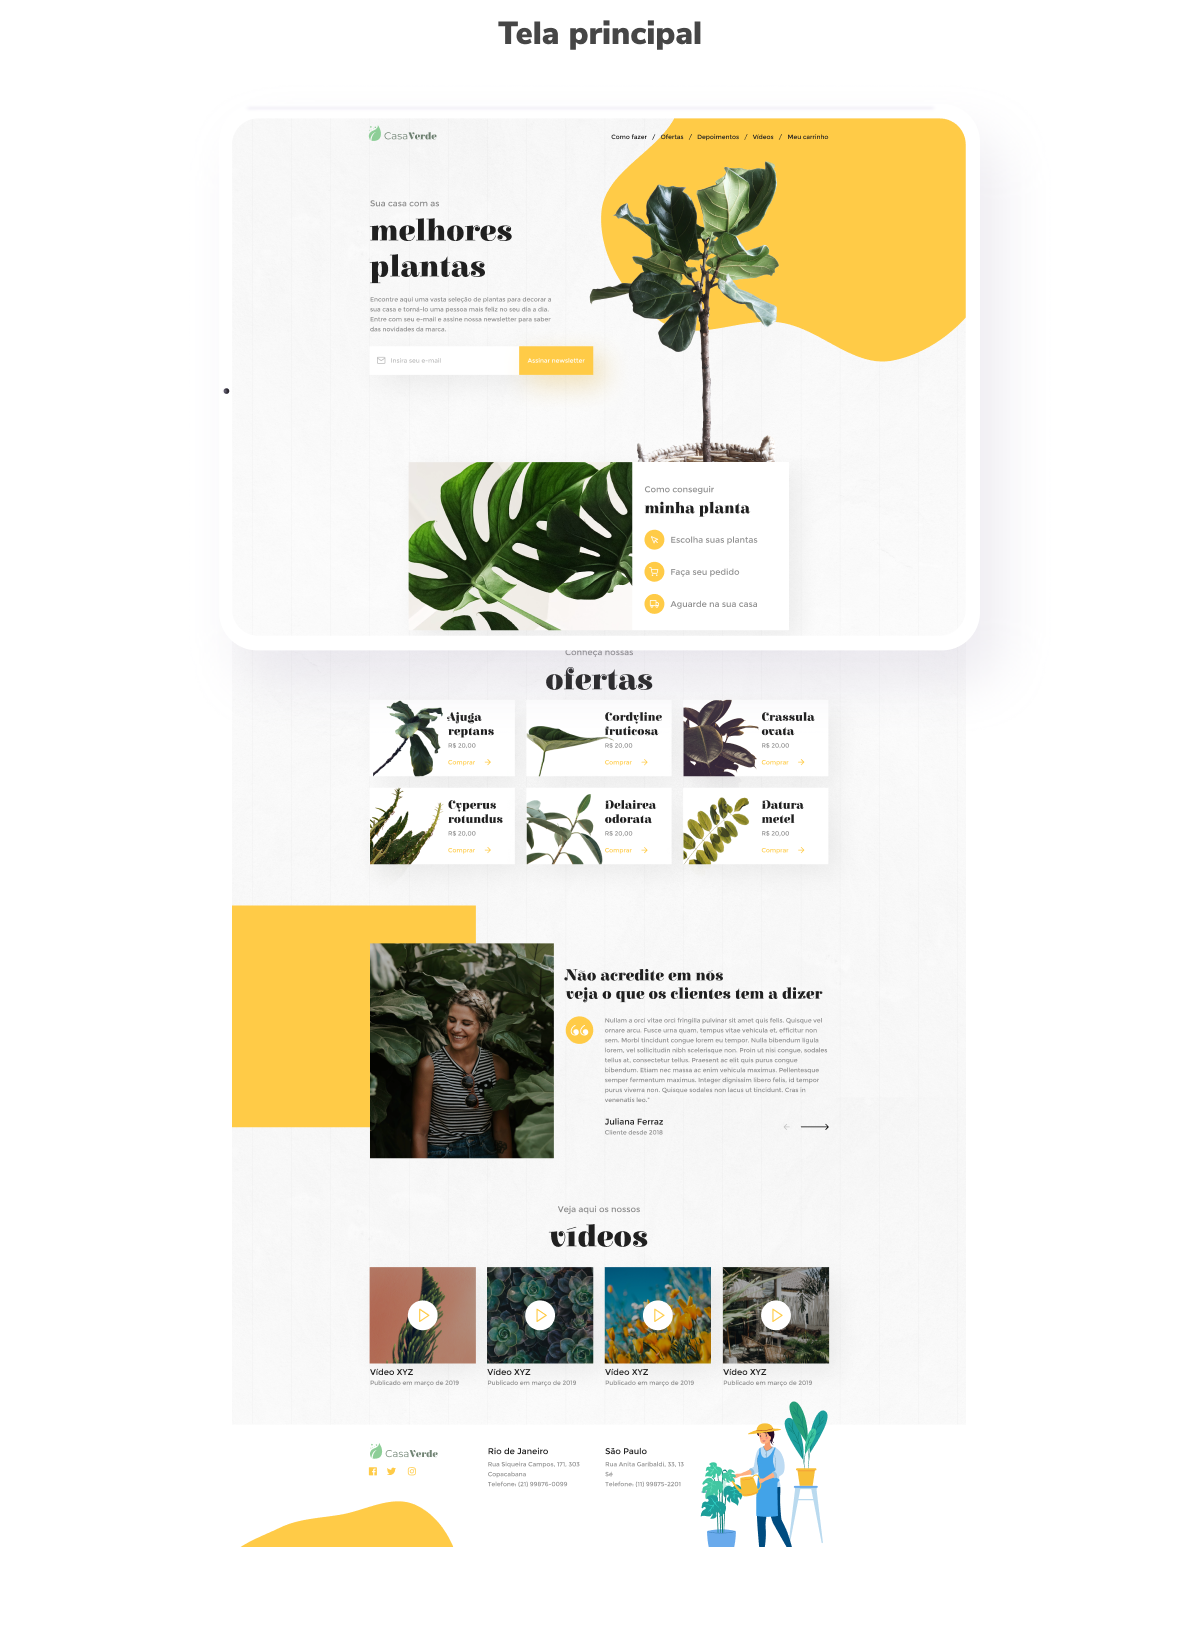 Tela principal
CasaVerde
Como fazer / Ofertas / Depoimentos / Vídeos / Meu carrinho
Sua casa com as
melhores
plantas
Encontre aqui uma vasta seleção de plantas para decorar a
sua casa e torná-lo uma pessoa mais feliz no seu dia a dia.
Entre com seu e-mail e assine nossa newsletter para saber
das novidades da marca.
Insira seu e-mail
Assinar newsletter
Como conseguir
minha planta
Escolha suas plantas
Faça seu pedido
Aguarde na sua casa
Conheça nossas
ofertas
Ajuga
reptans
R$ 20,00
Comprar
Cordyline
fruticosa
R$ 20,00
Comprar
Crassula
ovata
R$ 20,00
Comprar
Cyperus
rotundus
R$ 20,00
Comprar
Delairea
odorata
R$ 20,00
Comprar
Datura
metel
R$ 20,00
Comprar
Não acredite em nós
veja o que os clientes tem a dizer
Nullam a orci vitae orci fringilla pulvinar sit amet quis felis. Quisque vel
ornare arcu. Fusce urna quam, tempus vitae vehicula et, efficitur non
sem. Morbi tincidunt congue lorem eu tempor. Nulla bibendum ligula
lorem, vel sollicitudin nibh scelerisque non. Proin ut nisi congue, sodales
tellus at, consectetur tellus. Praesent ac elit quis purus congue
bibendum. Etiam nec massa ac enim vehicula maximus. Pellentesque
semper fermentum maximus. Integer dignissim libero felis, id tempor
purus viverra non. Quisque sodales non lacus ut tincidunt. Cras in
venenatis leo."
Juliana Ferraz
Cliente desde 2018
Veja aqui os nossos
vídeos
Vídeo XYZ
Publicado em março de 2019
Vídeo XYZ
Publicado em março de 2019
Vídeo XYZ
Publicado em março de 2019
Vídeo XYZ
Publicado em março de 2019
CasaVerde
Rio de Janeiro
Rua Siqueira Campos, 171, 303
Copacabana
Telefone: (21) 99876-0099
São Paulo
Rua Anita Garibaldi, 33, 13
Sé
Telefone: (11) 99875-2201